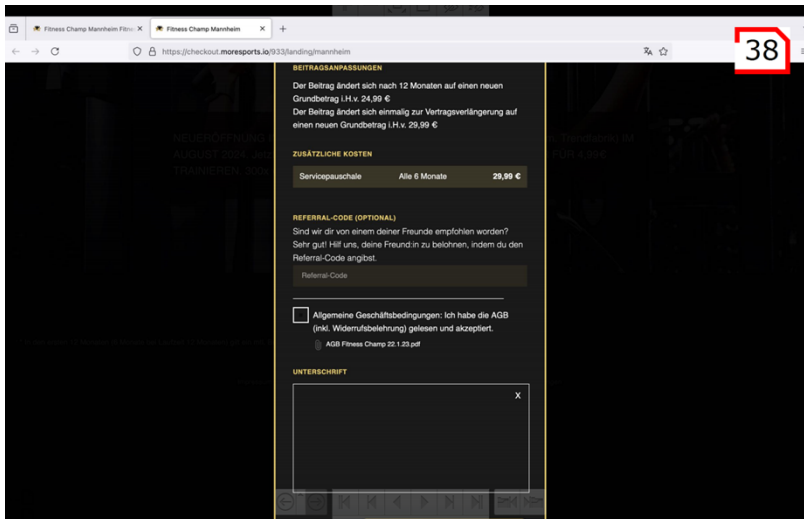 Fitness Champ Mannheim Fitne
Fitness Champ Mannheim
38
https://checkout.moresports.io/933/landing/mannheim
BEITRAGSANPASSUNGEN
Der Beitrag ändert sich nach 12 Monaten auf einen neuen
Grundbetrag i.H.v. 24,99 €
Der Beitrag ändert sich einmalig zur Vertragsverlängerung auf
einen neuen Grundbetrag i.H.v. 29,99 €
NEUERÖFFNUNG
AUGUST 2024
TRAINIEREN
ZUSÄTZLICHE KOSTEN
Servicepauschale Alle 6 Monate 29,99 €
REFERRAL-CODE (OPTIONAL)
Sind wir dir von einem deiner Freunde empfohlen worden?
Sehr gut! Hilf uns, deine Freund:in zu belohnen, indem du den
Referral-Code angibst.
Referral-Code
Allgemeine Geschäftsbedingungen: Ich habe die AGB
(inkl. Widerrufsbelehrung) gelesen und akzeptiert.
AGB Fitness Champ 22.1.23.pdf
UNTERSCHRIFT
X